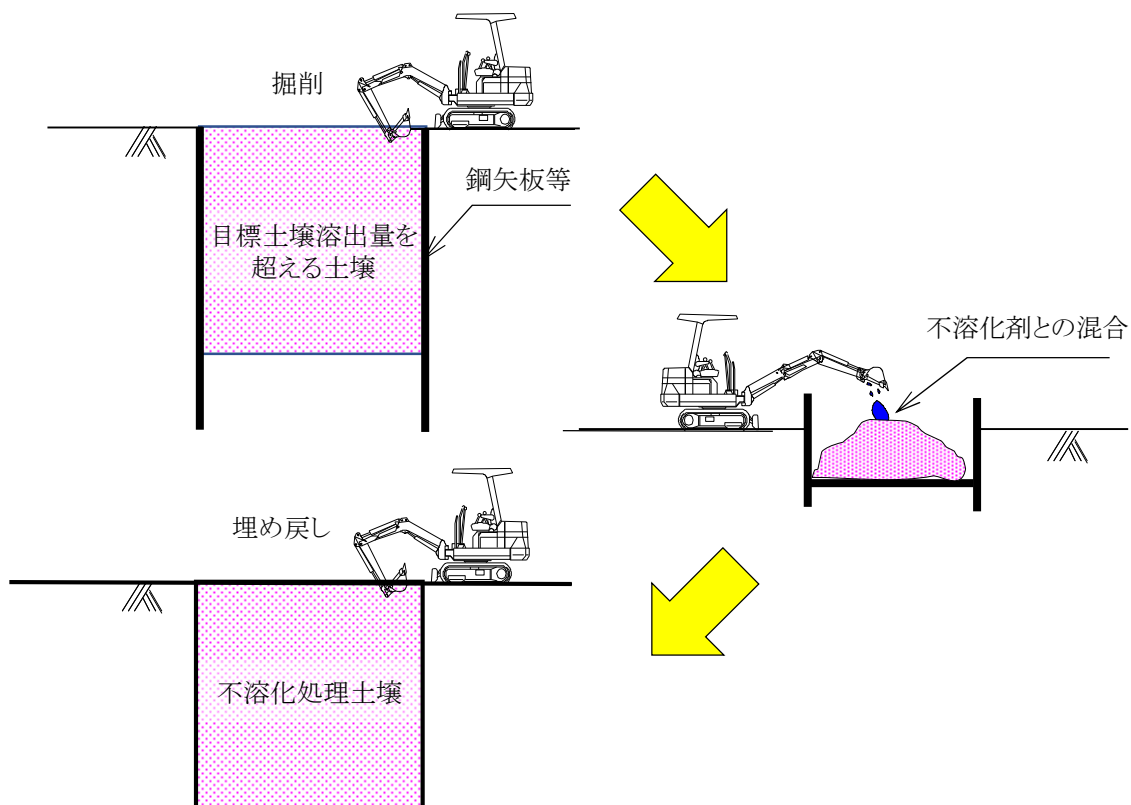 掘削
鋼矢板等
目標土壌溶出量を
超える土壌
不溶化剤との混合
埋め戻し
不溶化処理土壌